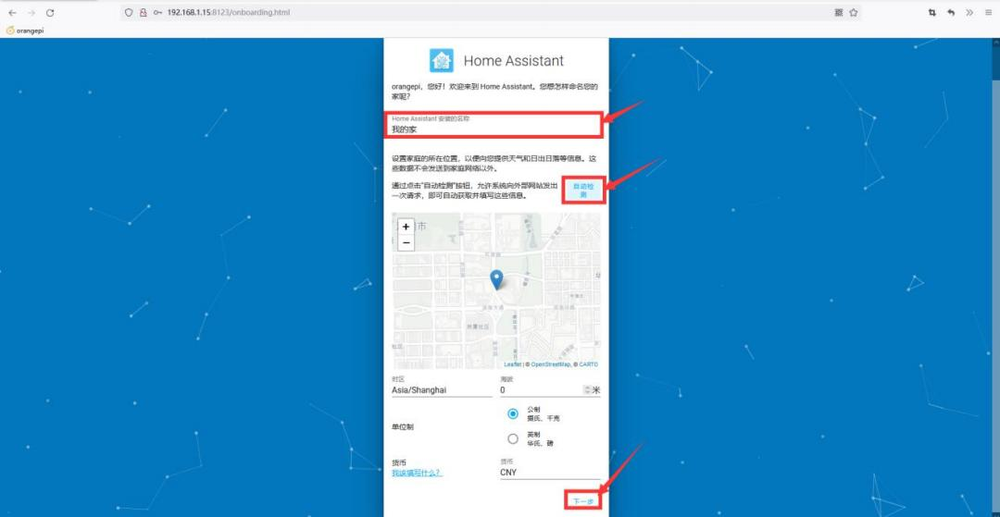 192.168.1.15:8123/onboarding.html
orangepi
Home Assistant
orangepi，您好！欢迎来到 Home Assistant。您想怎样命名您的
家呢？
Home Assistant 安装的名称
我的家
设置家庭的所在位置，以便向您提供天气和日出日落等信息。这
些数据不会发送到家庭网络以外。
通过点击“自动检测”按钮，允许系统向外部网站发出
一次请求，即可自动获取并填写这些信息。
自动检
测
+
市
−
社区
Leaflet | © OpenStreetMap, © CARTO
时区
Asia/Shanghai
海拔
0
米
单位制
公制
摄氏、千克
英制
华氏、磅
货币
我该填写什么？
货币
CNY
下一步